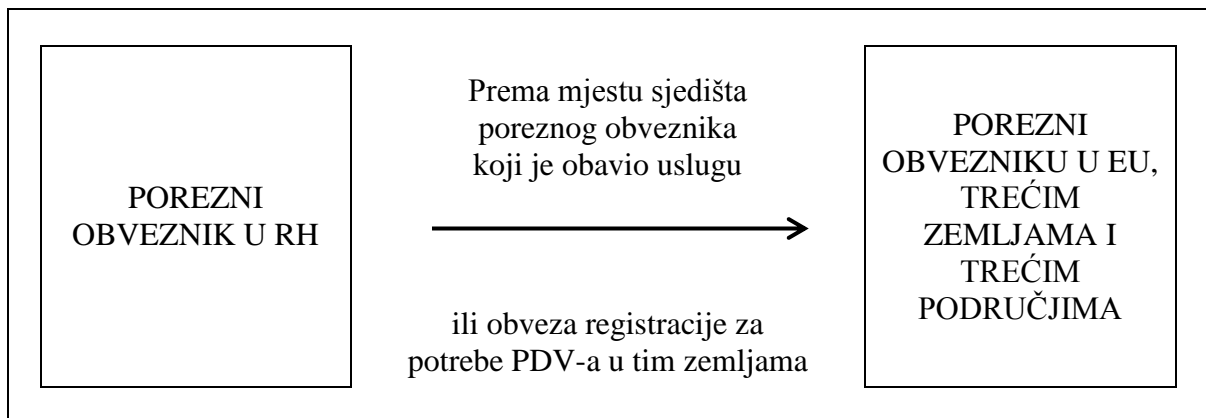 POREZNI
OBVEZNIK U RH
Prema mjestu sjedišta
poreznog obveznika
koji je obavio uslugu
ili obveza registracije za
potrebe PDV-a u tim zemljama
POREZNI
OBVEZNIKU U EU,
TREĆIM
ZEMLJAMA I
TREĆIM
PODRUČJIMA